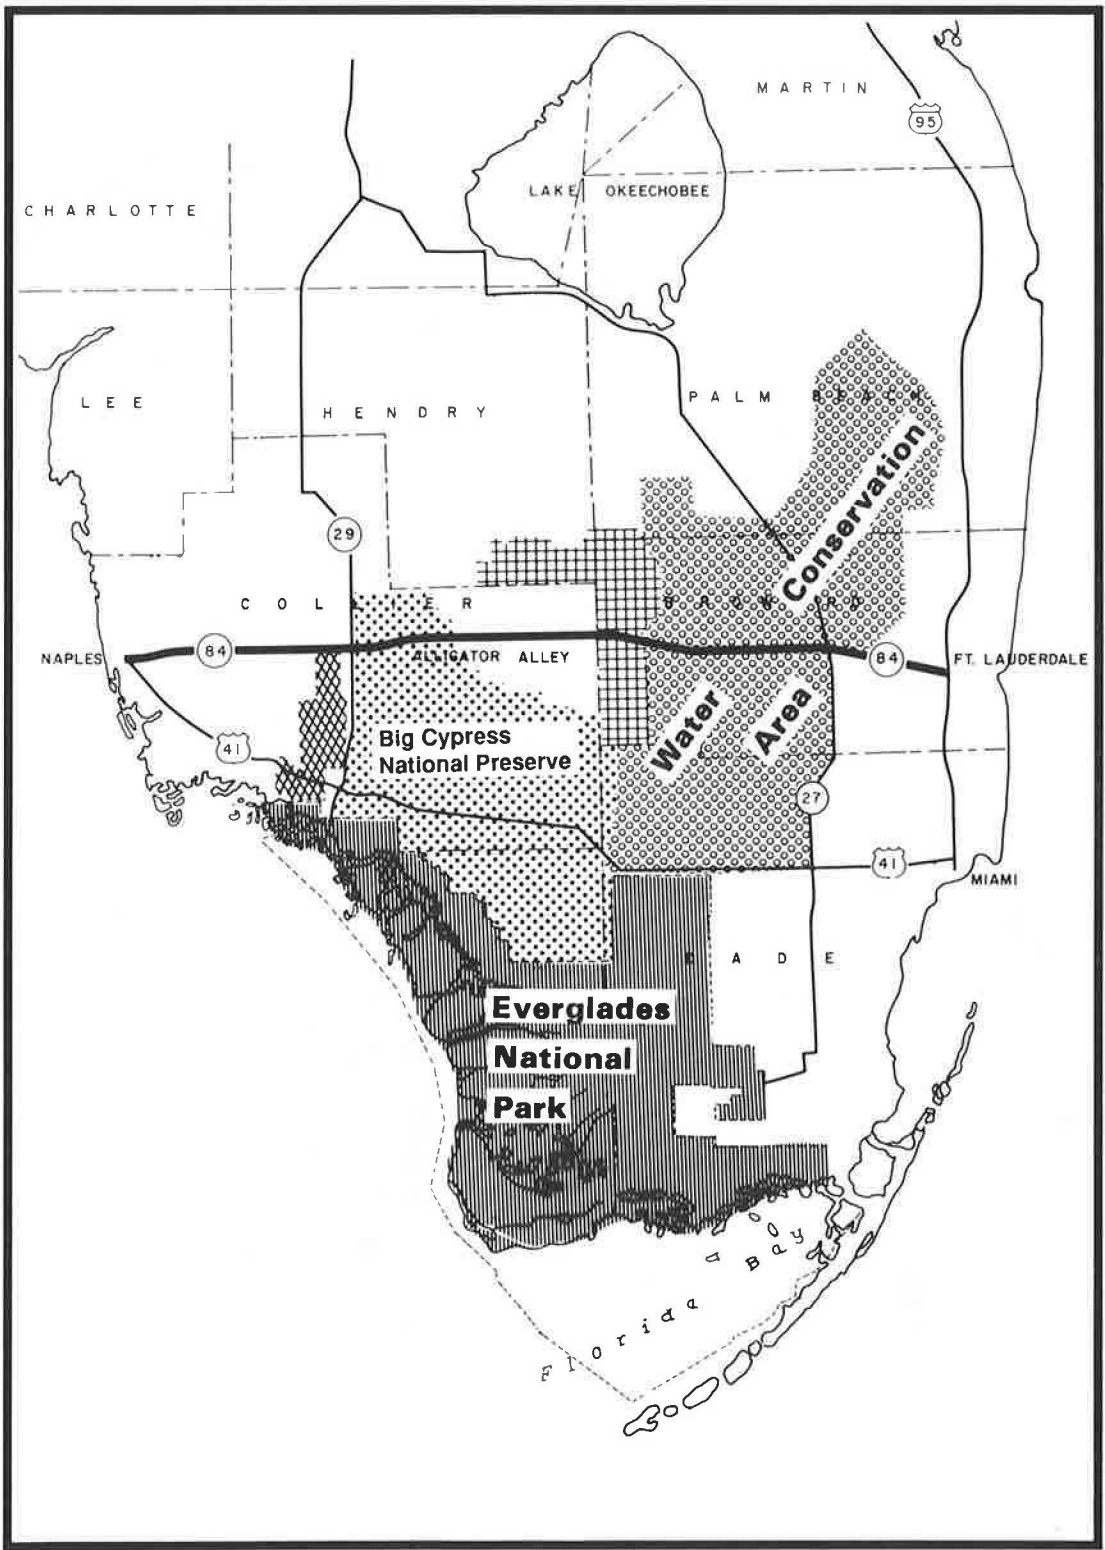 MARTIN
95
LAKE OKEECHOBEE
CHARLOTTE
PALM BEACH
LEE
HENDRY
Conservation
29
COLLIER
BROWARD
84
NAPLES
ALLIGATOR ALLEY
84
FT. LAUDERDALE
Water
Area
41
Big Cypress
National Preserve
27
41
MIAMI
DADE
Everglades
National
Park
Florida Bay